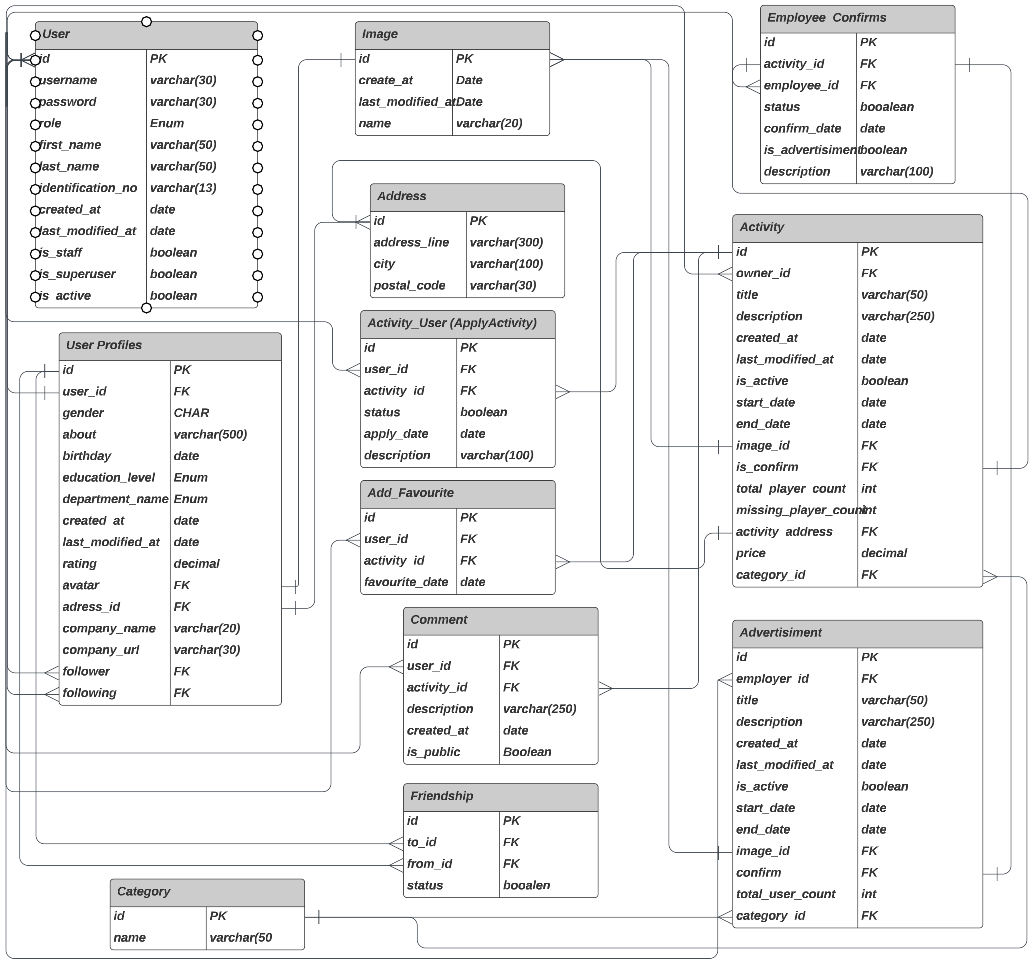 User
id PK
username varchar(30)
password varchar(30)
role Enum
first_name varchar(50)
last_name varchar(50)
identification_no varchar(13)
created_at date
last_modified_at date
is_staff boolean
is_superuser boolean
is_active boolean
Image
id PK
create_at Date
last_modified_at Date
name varchar(20)
Employee_Confirms
id PK
activity_id FK
employee_id FK
status booalean
confirm_date date
is_advertisiment boolean
description varchar(100)
Address
id PK
address_line varchar(300)
city varchar(100)
postal_code varchar(30)
Activity
id PK
owner_id FK
title varchar(50)
description varchar(250)
created_at date
last_modified_at date
is_active boolean
start_date date
end_date date
image_id FK
is_confirm FK
total_player_count int
missing_player_count int
activity_address FK
price decimal
category_id FK
Activity_User (ApplyActivity)
id PK
user_id FK
activity_id FK
status boolean
apply_date date
description varchar(100)
User Profiles
id PK
user_id FK
gender CHAR
about varchar(500)
birthday date
education_level Enum
department_name Enum
created_at date
last_modified_at date
rating decimal
avatar FK
adress_id FK
company_name varchar(20)
company_url varchar(30)
follower FK
following FK
Add_Favourite
id PK
user_id FK
activity_id FK
favourite_date date
Comment
id PK
user_id FK
activity_id FK
description varchar(250)
created_at date
is_public Boolean
Advertisiment
id PK
employer_id FK
title varchar(50)
description varchar(250)
created_at date
last_modified_at date
is_active boolean
start_date date
end_date date
image_id FK
confirm FK
total_user_count int
category_id FK
Friendship
id PK
to_id FK
from_id FK
status booalen
Category
id PK
name varchar(50